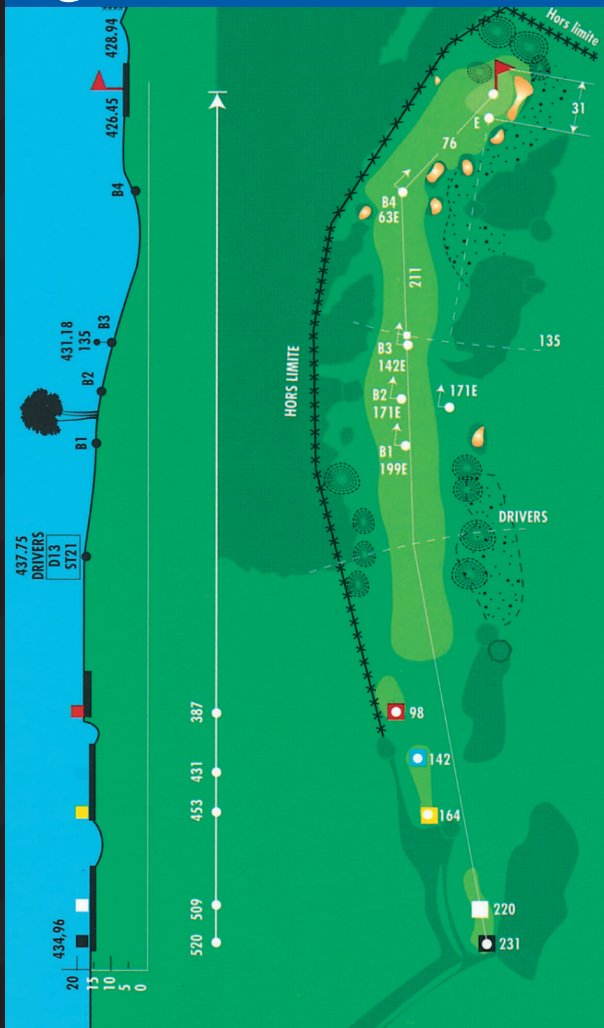 Hors limite
31
E
76
B4
63E
211
135
B3
142E
HORS LIMITE
B2
171E
171E
B1
199E
DRIVERS
98
142
164
220
231
428.94
426.45
B4
431.18
135
B3
B2
B1
437.75
DRIVERS
D13
ST21
434,96
387
431
453
509
520
20
15
10
5
0